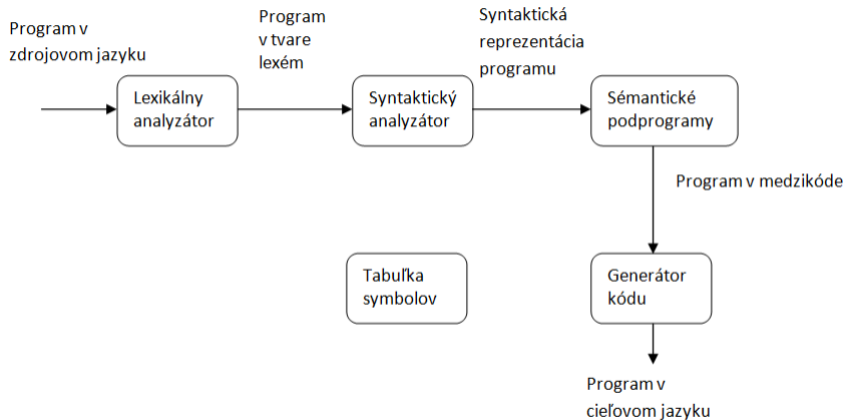 Program v
zdrojovom jazyku
Program
v tvare
lexém
Syntaktická
reprezentácia
programu
Lexikálny
analyzátor
Syntaktický
analyzátor
Sémantické
podprogramy
Program v medzikóde
Tabuľka
symbolov
Generátor
kódu
Program v
cieľovom jazyku